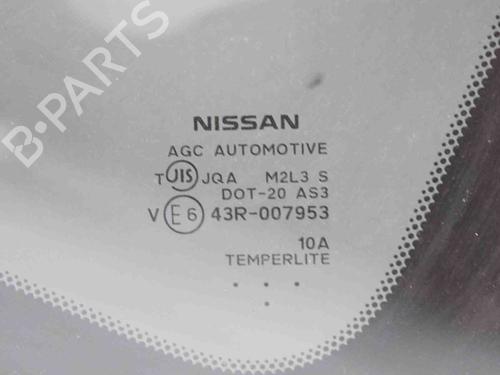 B-PARTS
NISSAN
AGC AUTOMOTIVE
T JIS JQA M2L3 S
DOT-20 AS3
V E6 43R-007953
10A
TEMPERLITE